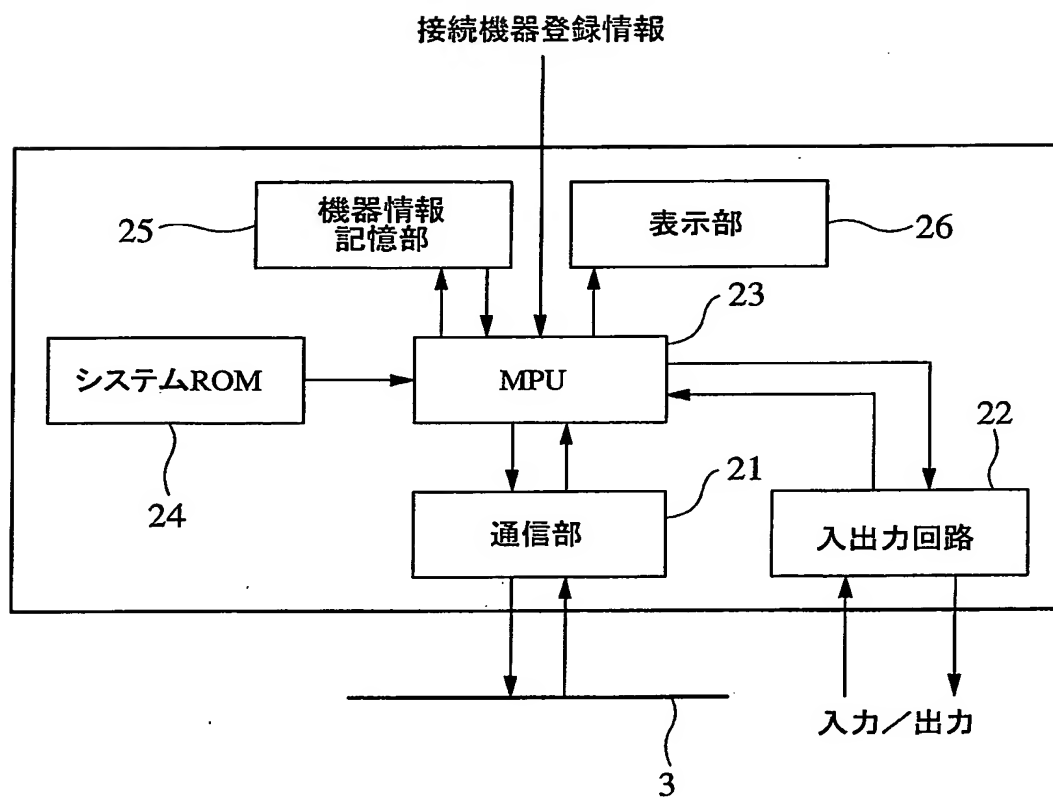 接続機器登録情報
機器情報
記憶部
25
表示部
26
23
システムROM
MPU
22
24
21
通信部
入出力回路
入力／出力
3